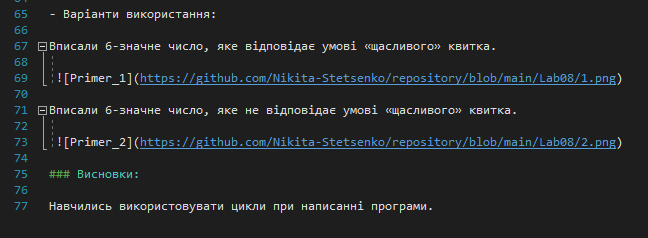 65 - Варіанти використання:
66
67 Вписали 6-значне число, яке відповідає умові «щасливого» квитка.
68
69 ![Primer_1](https://github.com/Nikita-Stetsenko/repository/blob/main/Lab08/1.png)
70
71 Вписали 6-значне число, яке не відповідає умові «щасливого» квитка.
72
73 ![Primer_2](https://github.com/Nikita-Stetsenko/repository/blob/main/Lab08/2.png)
74
75 ### Висновки:
76
77 Навчились використовувати цикли при написанні програми.